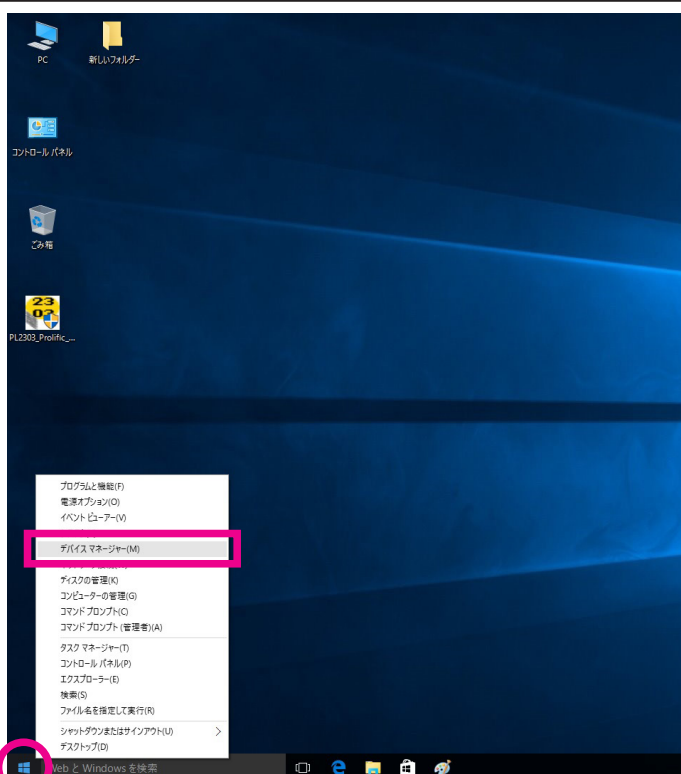 PC
新しいフォルダー
コントロール パネル
ごみ箱
23
03
PL2303_Prolific_...
プログラムと機能(F)
電源オプション(O)
イベント ビューアー(V)
デバイス マネージャー(M)
ディスクの管理(K)
コンピューターの管理(G)
コマンド プロンプト(C)
コマンド プロンプト (管理者)(A)
タスク マネージャー(T)
コントロール パネル(P)
エクスプローラー(E)
検索(S)
ファイル名を指定して実行(R)
シャットダウンまたはサインアウト(U)
デスクトップ(D)
Web と Windows を検索